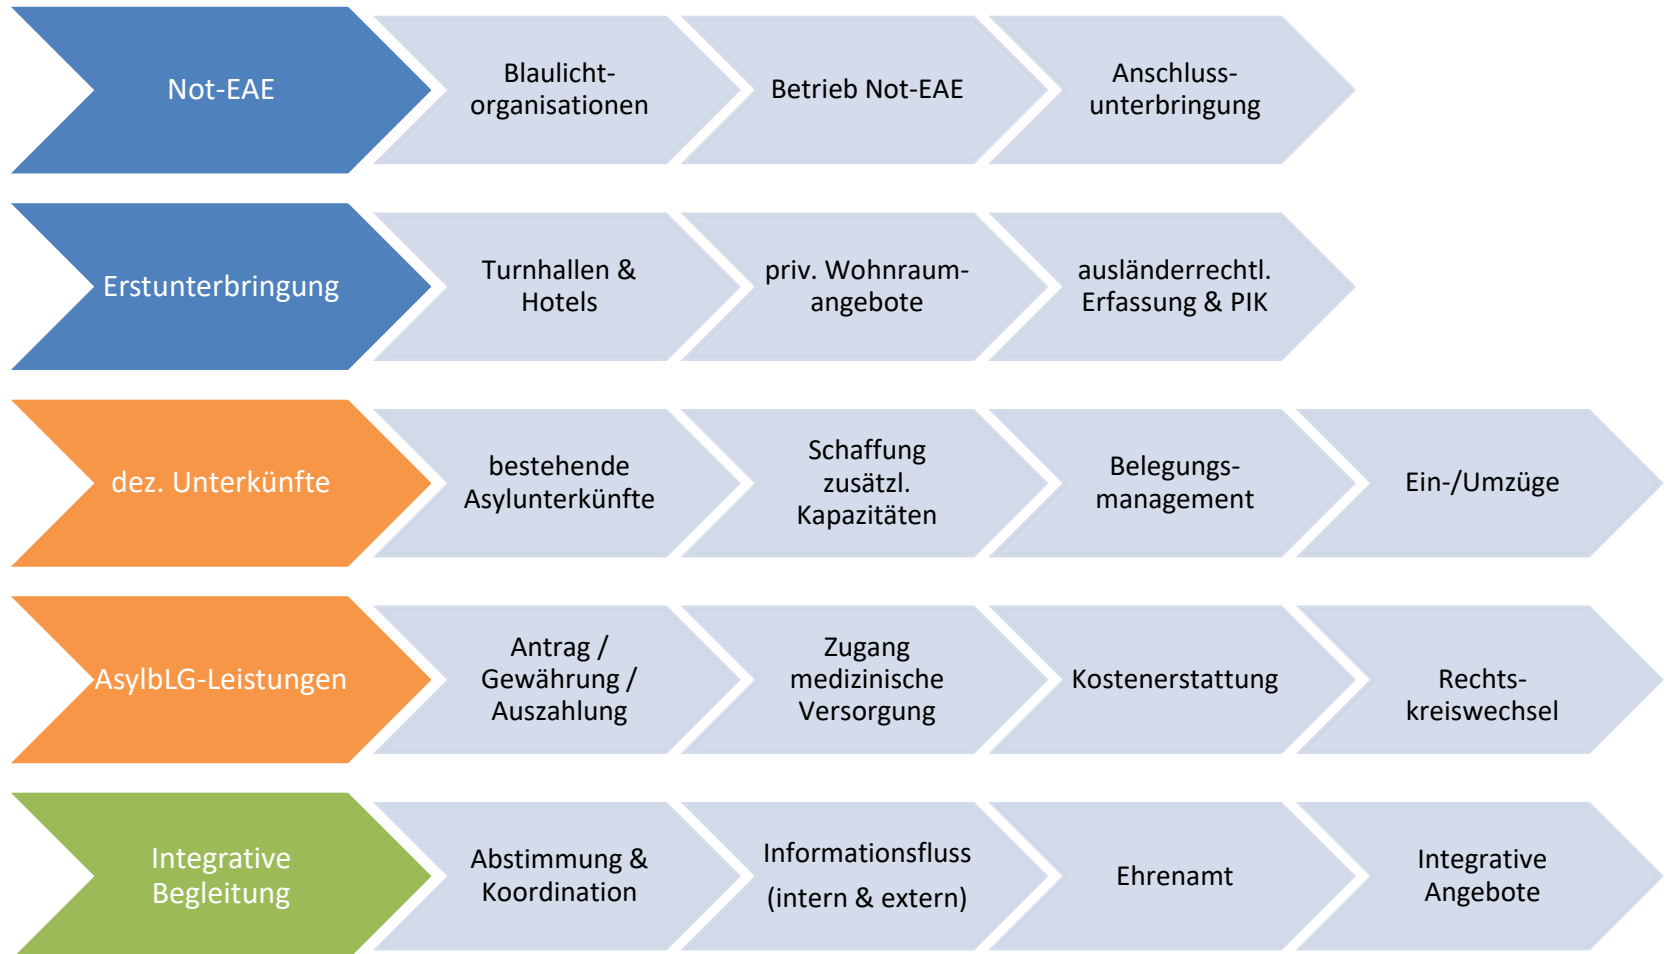 Not-EAE
Blaulicht-
organisationen
Betrieb Not-EAE
Anschluss-
unterbringung
Erstunterbringung
Turnhallen &
Hotels
priv. Wohnraum-
angebote
ausländerrechtl.
Erfassung & PIK
dez. Unterkünfte
bestehende
Asylunterkünfte
Schaffung
zusätzl.
Kapazitäten
Belegungs-
management
Ein-/Umzüge
AsylbLG-Leistungen
Antrag /
Gewährung /
Auszahlung
Zugang
medizinische
Versorgung
Kostenerstattung
Rechts-
kreiswechsel
Integrative
Begleitung
Abstimmung &
Koordination
Informationsfluss
(intern & extern)
Ehrenamt
Integrative
Angebote